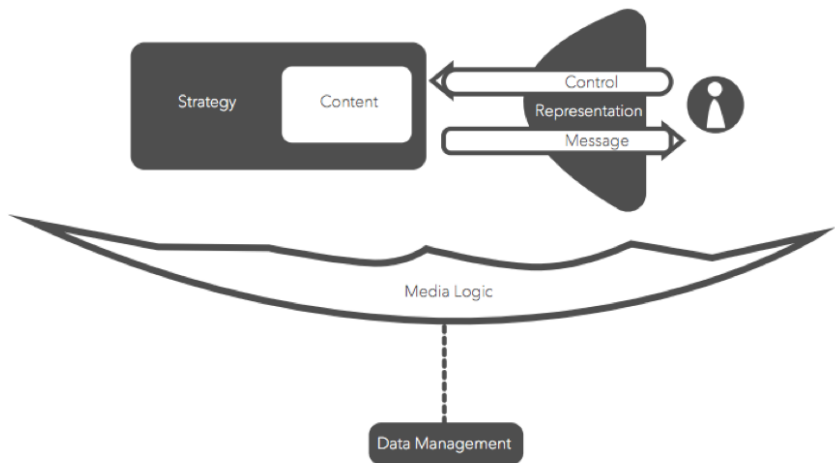 Strategy
Content
Control
Representation
Message
Media Logic
Data Management